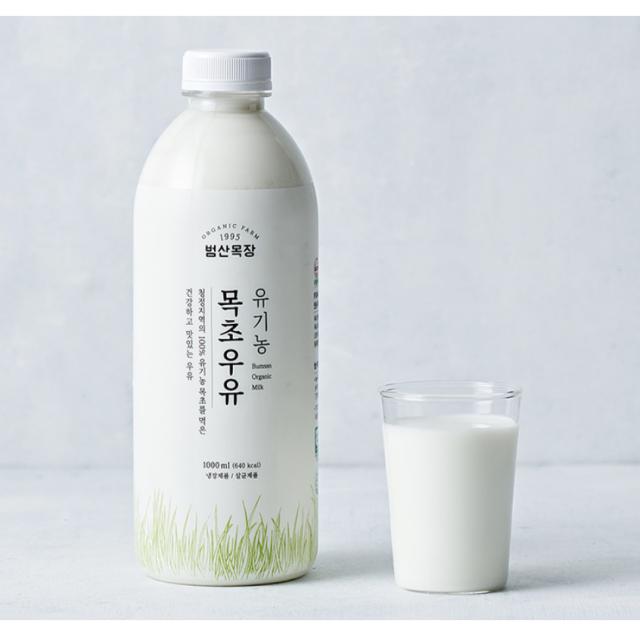 ORGANIC FARM
1995
범산목장
유기농
목초우유
Bumsan
Organic
Milk
청정지역의 100% 유기농 목초를 먹은
건강하고 맛있는 우유
1000 ml (640 kcal)
냉장제품 / 살균제품